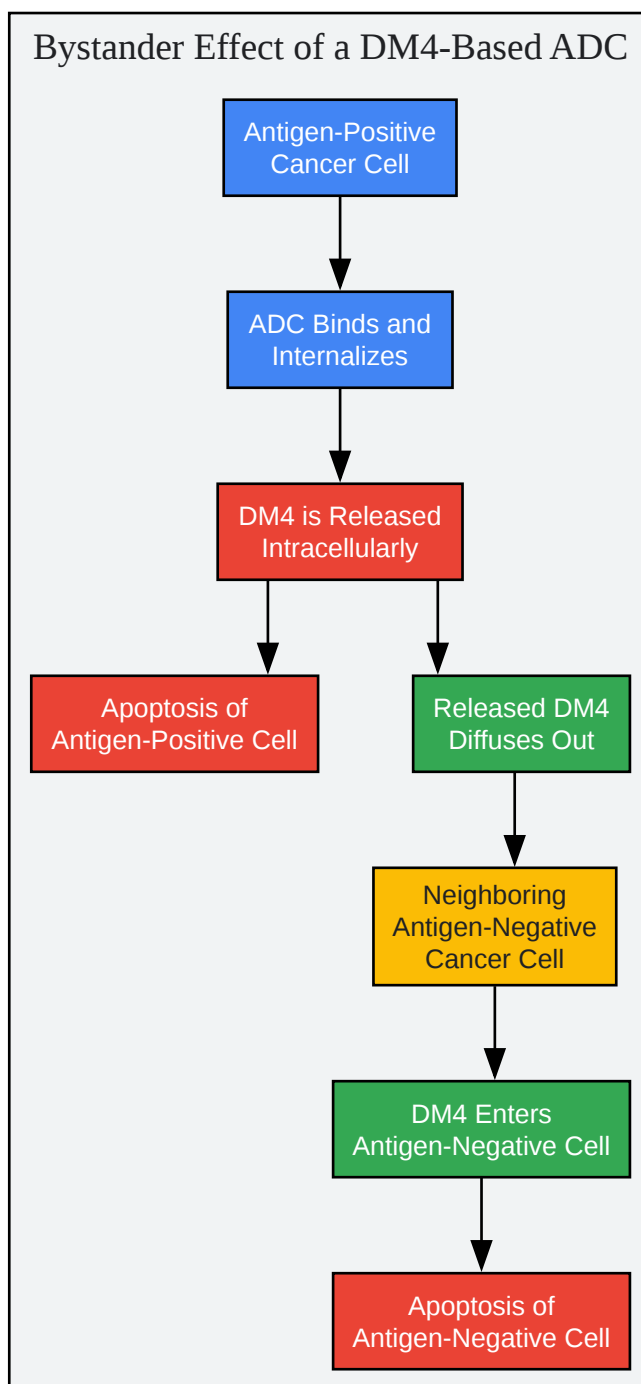 Bystander Effect of a DM4-Based ADC
Antigen-Positive
Cancer Cell
ADC Binds and
Internalizes
DM4 is Released
Intracellularly
Apoptosis of
Antigen-Positive Cell
Released DM4
Diffuses Out
Neighboring
Antigen-Negative
Cancer Cell
DM4 Enters
Antigen-Negative Cell
Apoptosis of
Antigen-Negative Cell